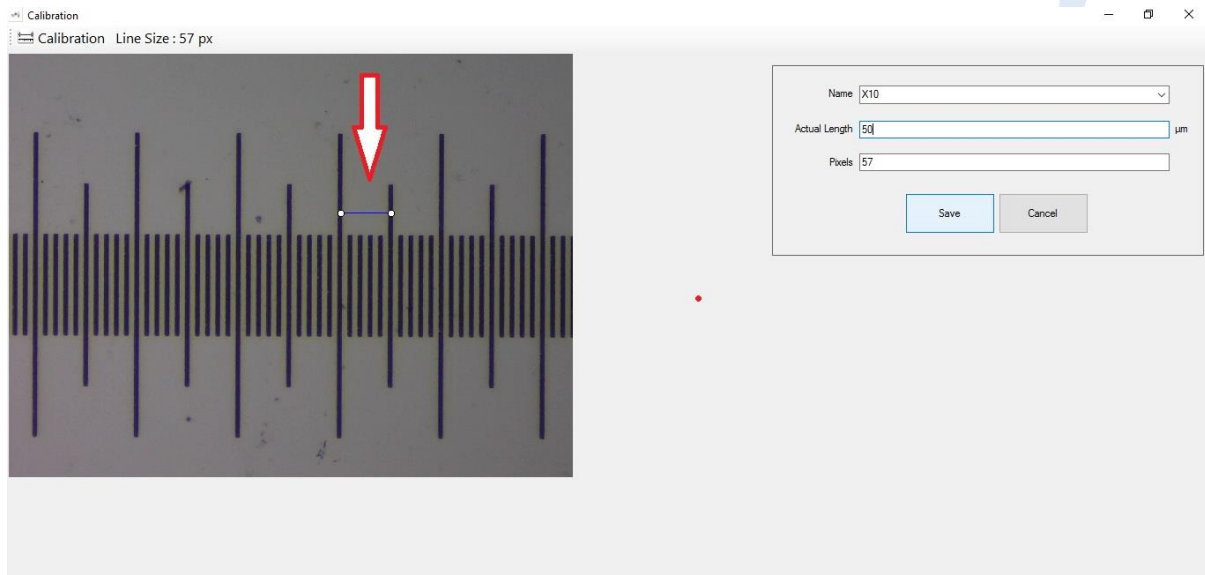 Calibration
Calibration Line Size : 57 px
Name X10
Actual Length 50 µm
Pixels 57
Save Cancel